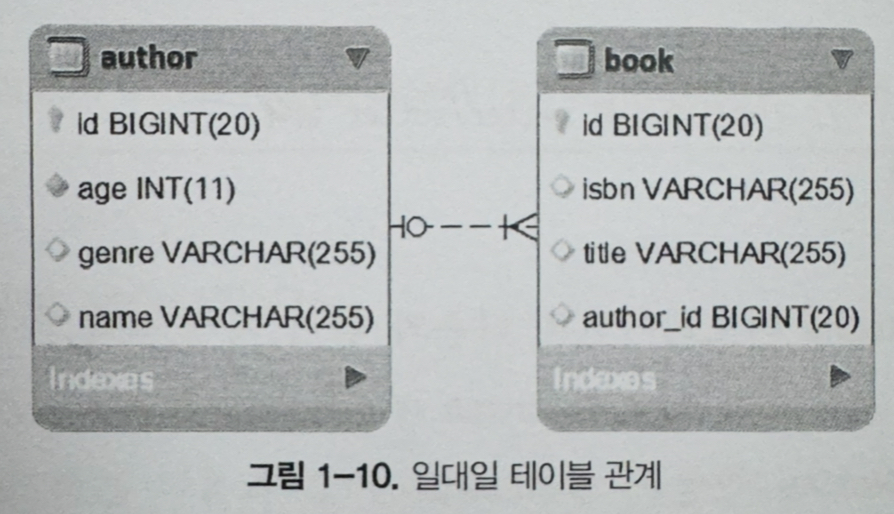 author
id BIGINT(20)
age INT(11)
genre VARCHAR(255)
name VARCHAR(255)
Indexes
book
id BIGINT(20)
isbn VARCHAR(255)
title VARCHAR(255)
author_id BIGINT(20)
Indexes
그림 1-10. 일대일 테이블 관계